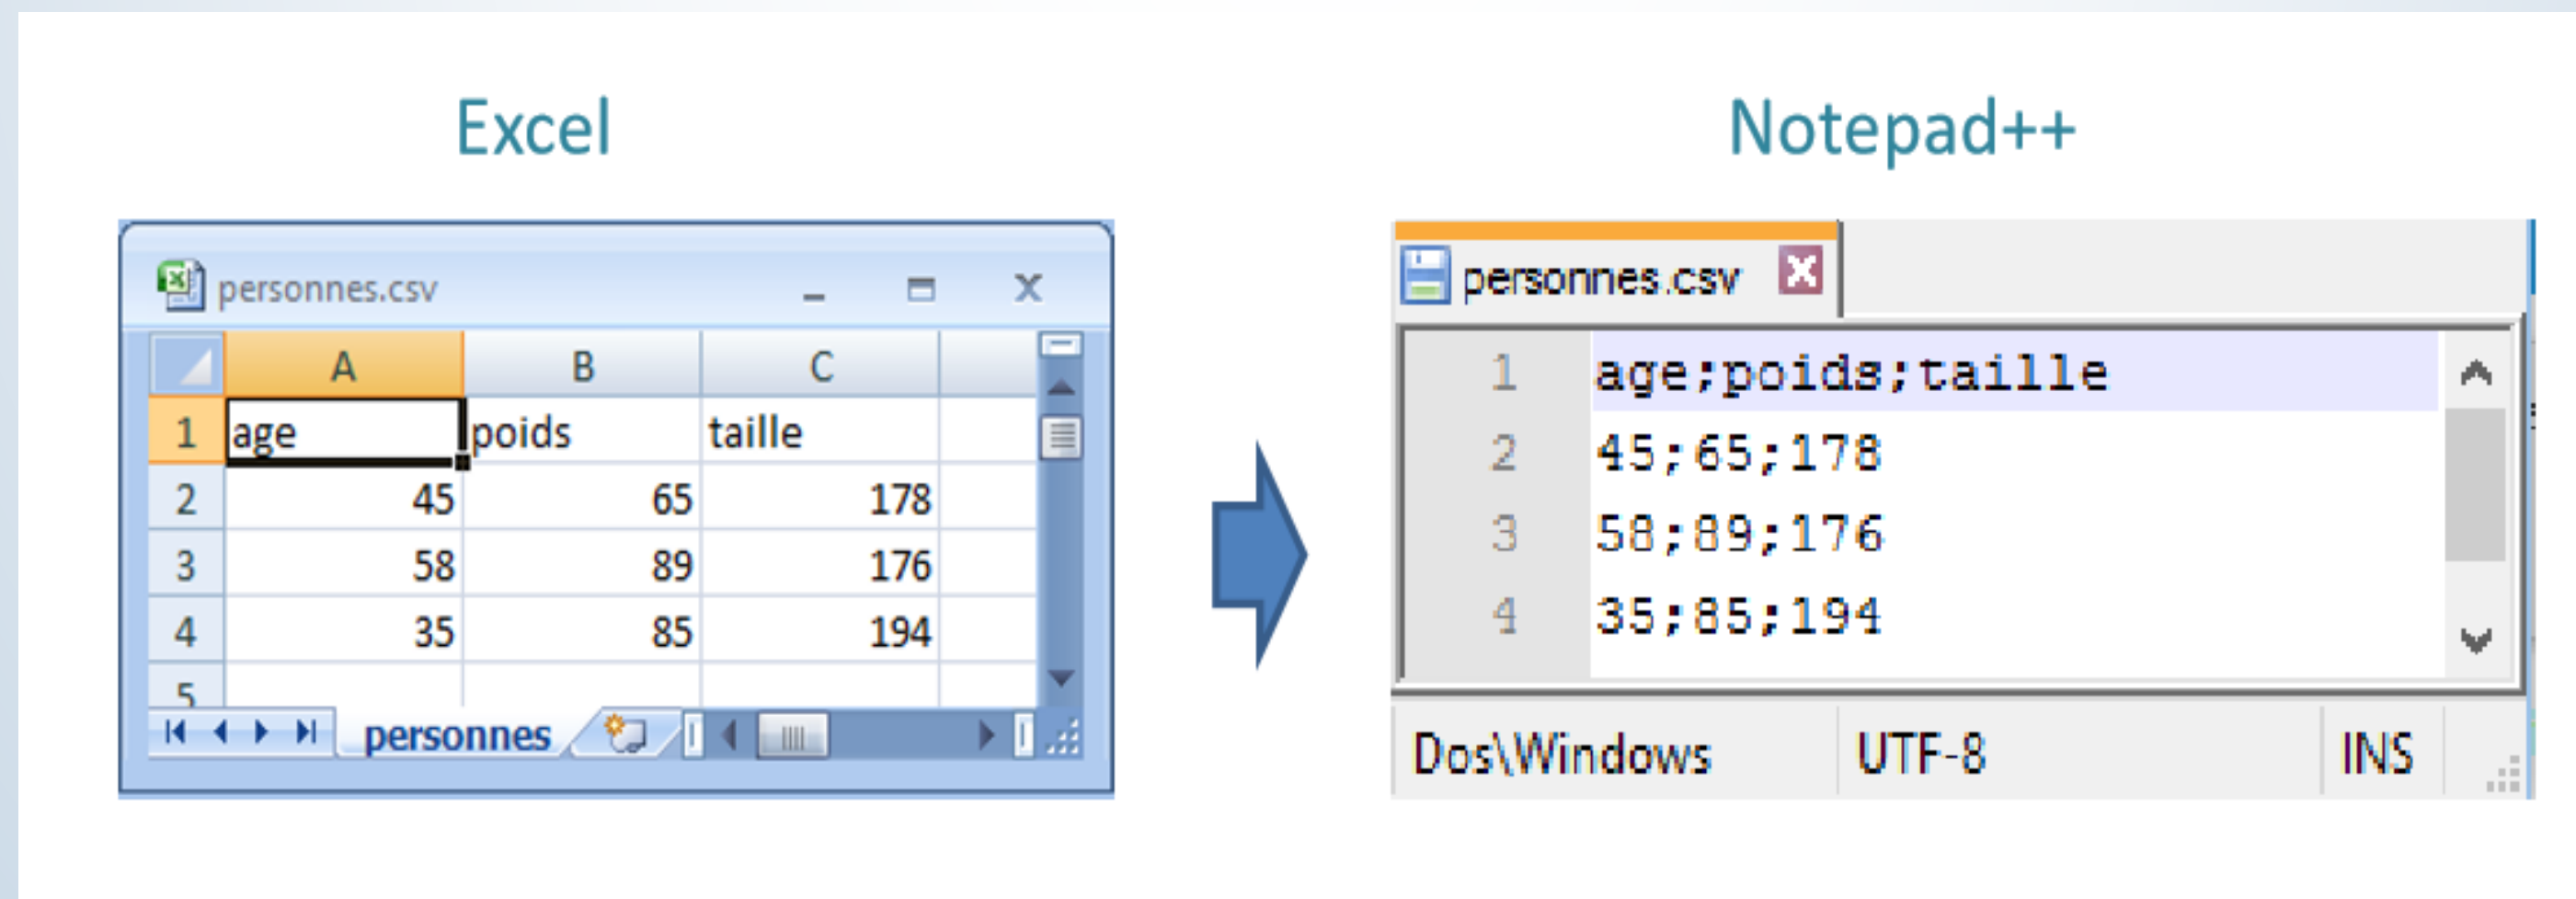 Excel
Notepad++
personnes.csv
A B C
1 age poids taille
2 45 65 178
3 58 89 176
4 35 85 194
5
personnes
personnes.csv
1 age;poids;taille
2 45;65;178
3 58;89;176
4 35;85;194
Dos\Windows UTF-8 INS